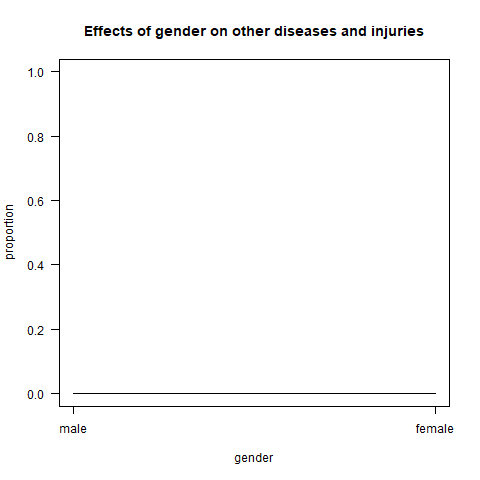 Effects of gender on other diseases and injuries
1.0
0.8
0.6
0.4
0.2
0.0
proportion
male
female
gender